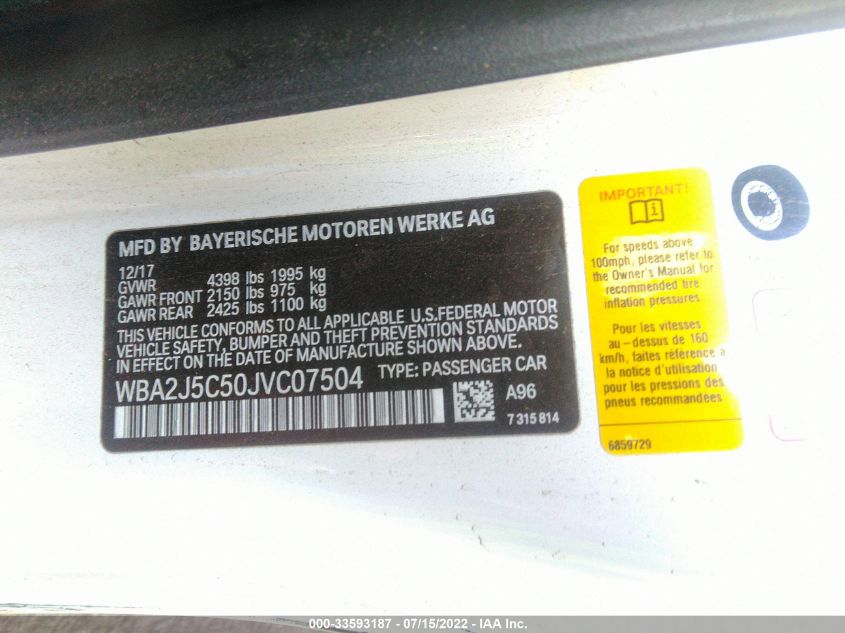 MFD BY BAYERISCHE MOTOREN WERKE AG
12/17
GVWR 4398 lbs 1995 kg
GAWR FRONT 2150 lbs 975 kg
GAWR REAR 2425 lbs 1100 kg
THIS VEHICLE CONFORMS TO ALL APPLICABLE U.S.FEDERAL MOTOR
VEHICLE SAFETY, BUMPER AND THEFT PREVENTION STANDARDS
IN EFFECT ON THE DATE OF MANUFACTURE SHOWN ABOVE.
WBA2J5C50JVC07504 TYPE: PASSENGER CAR
A96
7 315 814
IMPORTANT!
For speeds above
100mph, please refer to
the Owner's Manual for
recommended tire
inflation pressures
Pour les vitesses
au-dessus de 160
km/h, faites référence à
la notice d'utilisation
pneus recommandées
6859729
000-33593187 - 07/15/2022 - IAA Inc.